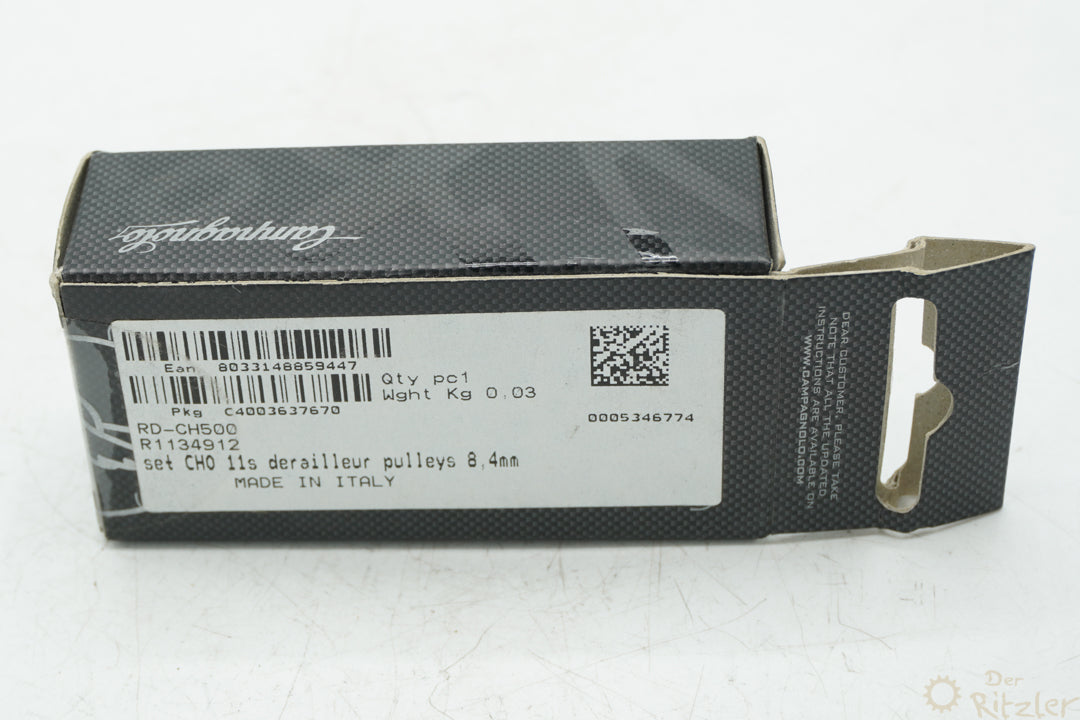 Campagnolo
Ean 8033148859447
Qty pc1
Wght Kg 0,03
Pkg C4003637670
0005346774
RD-CH500
R1134912
set CHO 11s derailleur pulleys 8,4mm
MADE IN ITALY
DEAR CUSTOMER, PLEASE TAKE
NOTE THAT ALL THE UPDATED
INSTRUCTIONS ARE AVAILABLE ON
WWW.CAMPAGNOLO.COM
Der
Ritzler